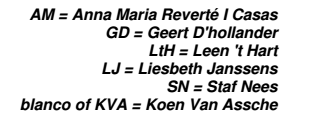 AM = Anna Maria Reverté I Casas
GD = Geert D'hollander
LtH = Leen 't Hart
LJ = Liesbeth Janssens
SN = Staf Nees
blanco of KVA = Koen Van Assche